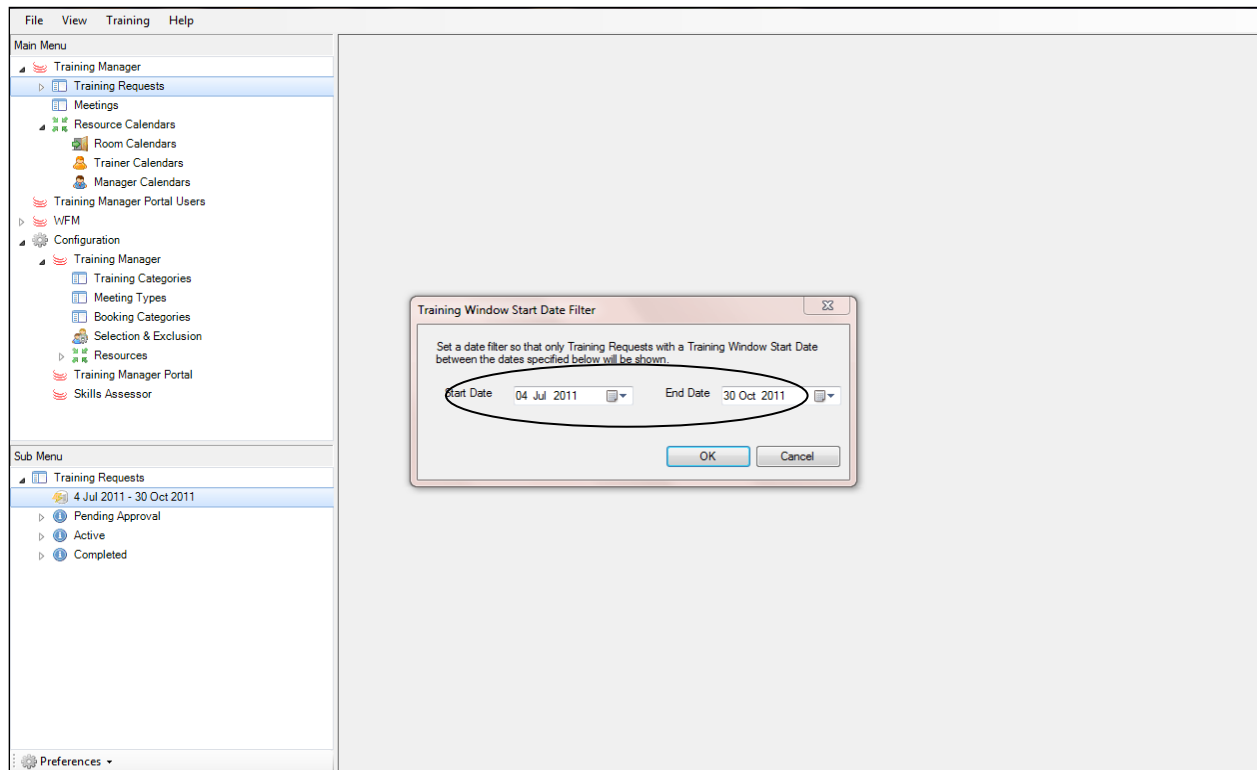 File View Training Help
Main Menu
Training Manager
Training Requests
Meetings
Resource Calendars
Room Calendars
Trainer Calendars
Manager Calendars
Training Manager Portal Users
WFM
Configuration
Training Manager
Training Categories
Meeting Types
Booking Categories
Selection & Exclusion
Resources
Training Manager Portal
Skills Assessor
Sub Menu
Training Requests
4 Jul 2011 - 30 Oct 2011
Pending Approval
Active
Completed
Preferences
Training Window Start Date Filter
Set a date filter so that only Training Requests with a Training Window Start Date
between the dates specified below will be shown.
Start Date 04 Jul 2011 End Date 30 Oct 2011
OK Cancel